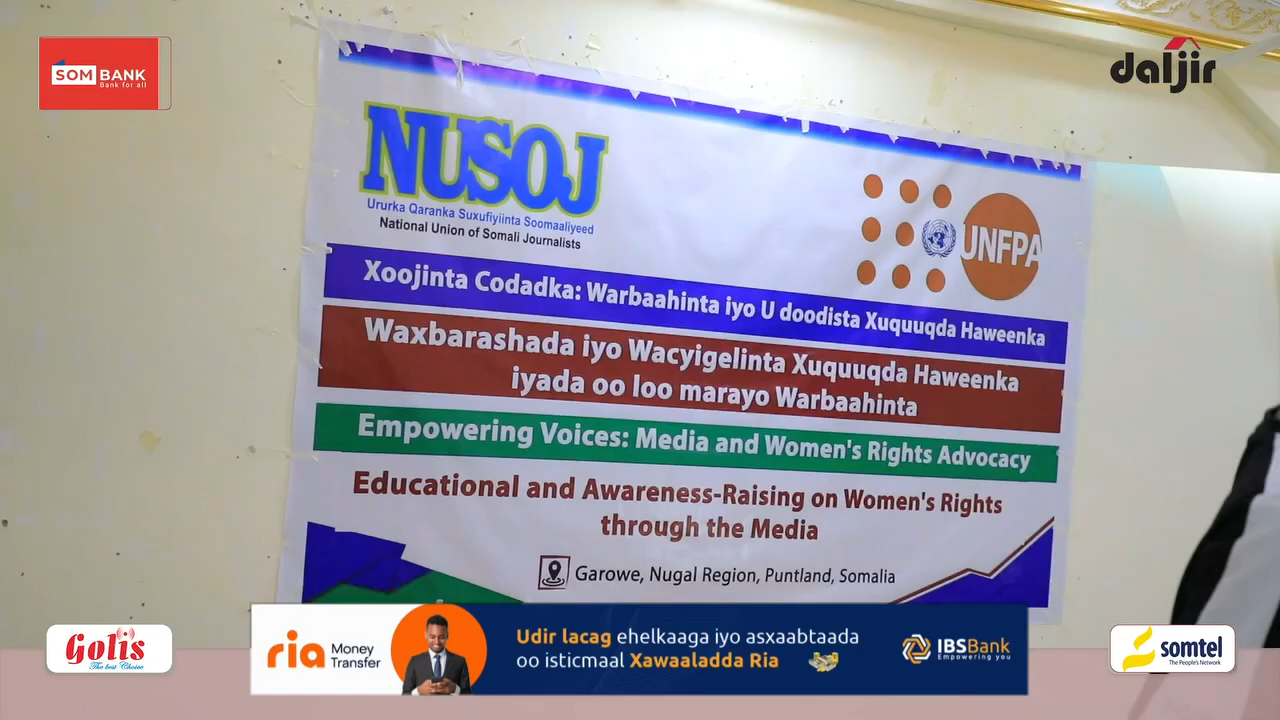 SOMBANK
Bank for all
daljir
NUSOJ
Ururka Qaranka Suxufiyiinta Soomaaliyeed
National Union of Somali Journalists
UNFPA
Xoojinta Codadka: Warbaahinta iyo U doodista Xuquuqda Haweenka
Waxbarashada iyo Wacyigelinta Xuquuqda Haweenka
iyada oo loo marayo Warbaahinta
Empowering Voices: Media and Women's Rights Advocacy
Educational and Awareness-Raising on Women's Rights
through the Media
Garowe, Nugal Region, Puntland, Somalia
Golis
The best Choice
ria Money
Transfer
Udir lacag ehelkaaga iyo asxaabtaada
oo isticmaal Xawaaladda Ria
IBSBank
Empowering you
somtel
The People's Network